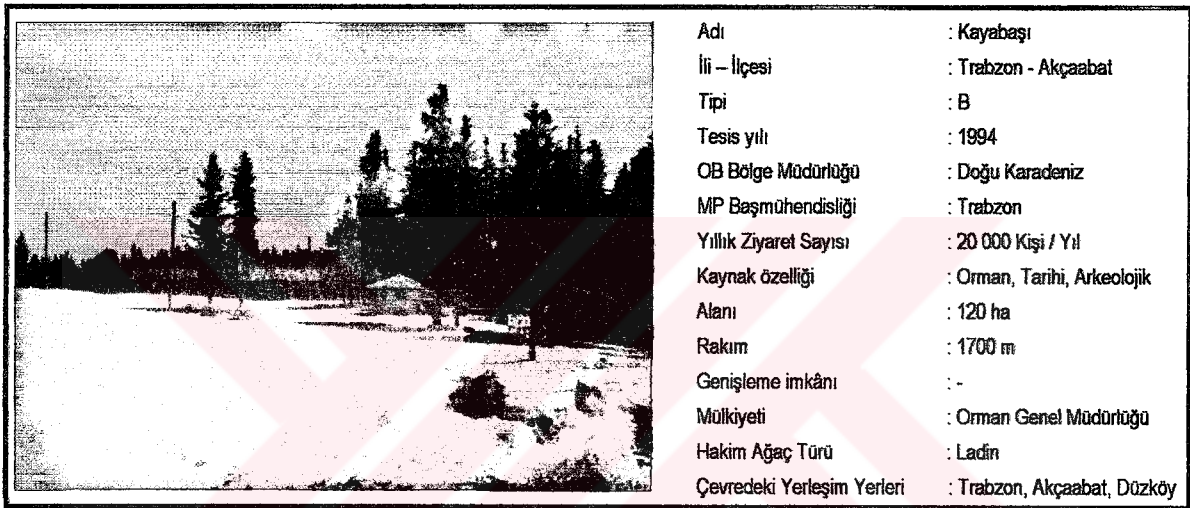 Adı : Kayabaşı
İli – İlçesi : Trabzon - Akçaabat
Tipi : B
Tesis yılı : 1994
OB Bölge Müdürlüğü : Doğu Karadeniz
MP Başmühendisliği : Trabzon
Yıllık Ziyaret Sayısı : 20 000 Kişi / Yıl
Kaynak özelliği : Orman, Tarihi, Arkeolojik
Alanı : 120 ha
Rakım : 1700 m
Genişleme imkânı : -
Mülkiyeti : Orman Genel Müdürlüğü
Hakim Ağaç Türü : Ladin
Çevredeki Yerleşim Yerleri : Trabzon, Akçaabat, Düzköy